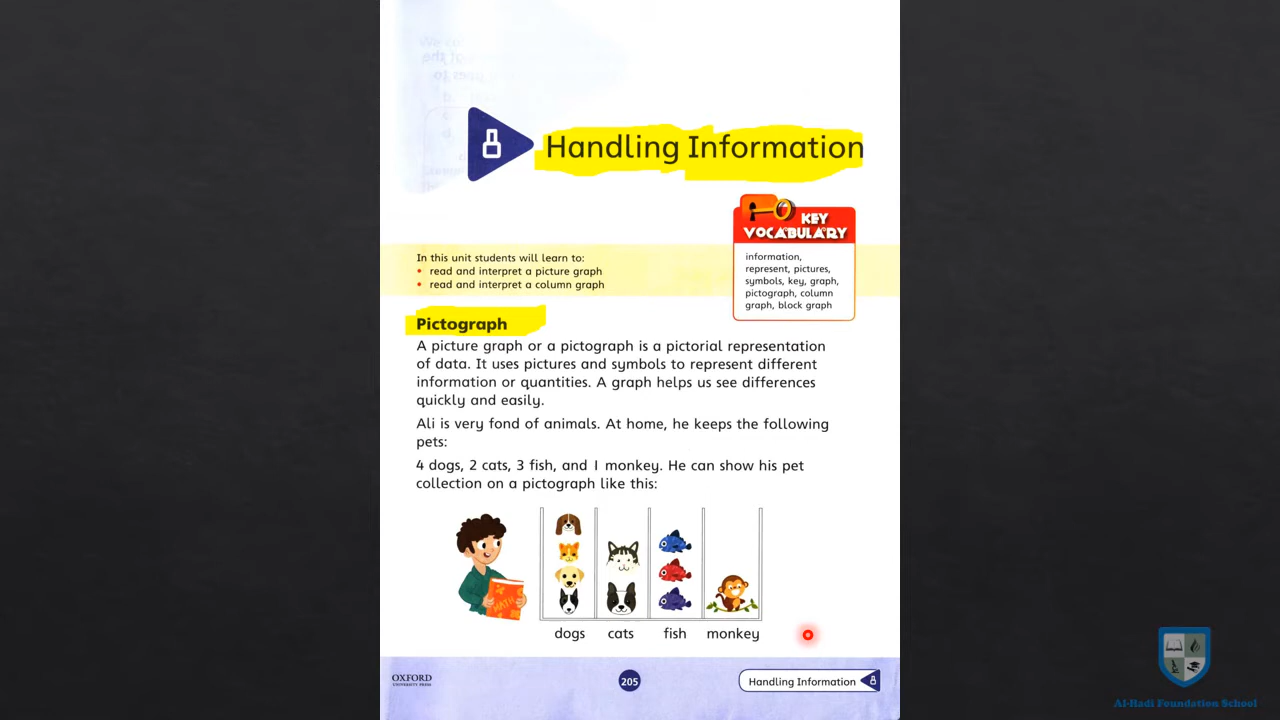 8
Handling Information
KEY
VOCABULARY
information,
represent, pictures,
symbols, key, graph,
pictograph, column
graph, block graph
In this unit students will learn to:
• read and interpret a picture graph
• read and interpret a column graph
Pictograph
A picture graph or a pictograph is a pictorial representation
of data. It uses pictures and symbols to represent different
information or quantities. A graph helps us see differences
quickly and easily.
Ali is very fond of animals. At home, he keeps the following
pets:
4 dogs, 2 cats, 3 fish, and 1 monkey. He can show his pet
collection on a pictograph like this:
MATH
dogs cats fish monkey
OXFORD
UNIVERSITY PRESS
205
Handling Information 8
Al-Hadi Foundation School